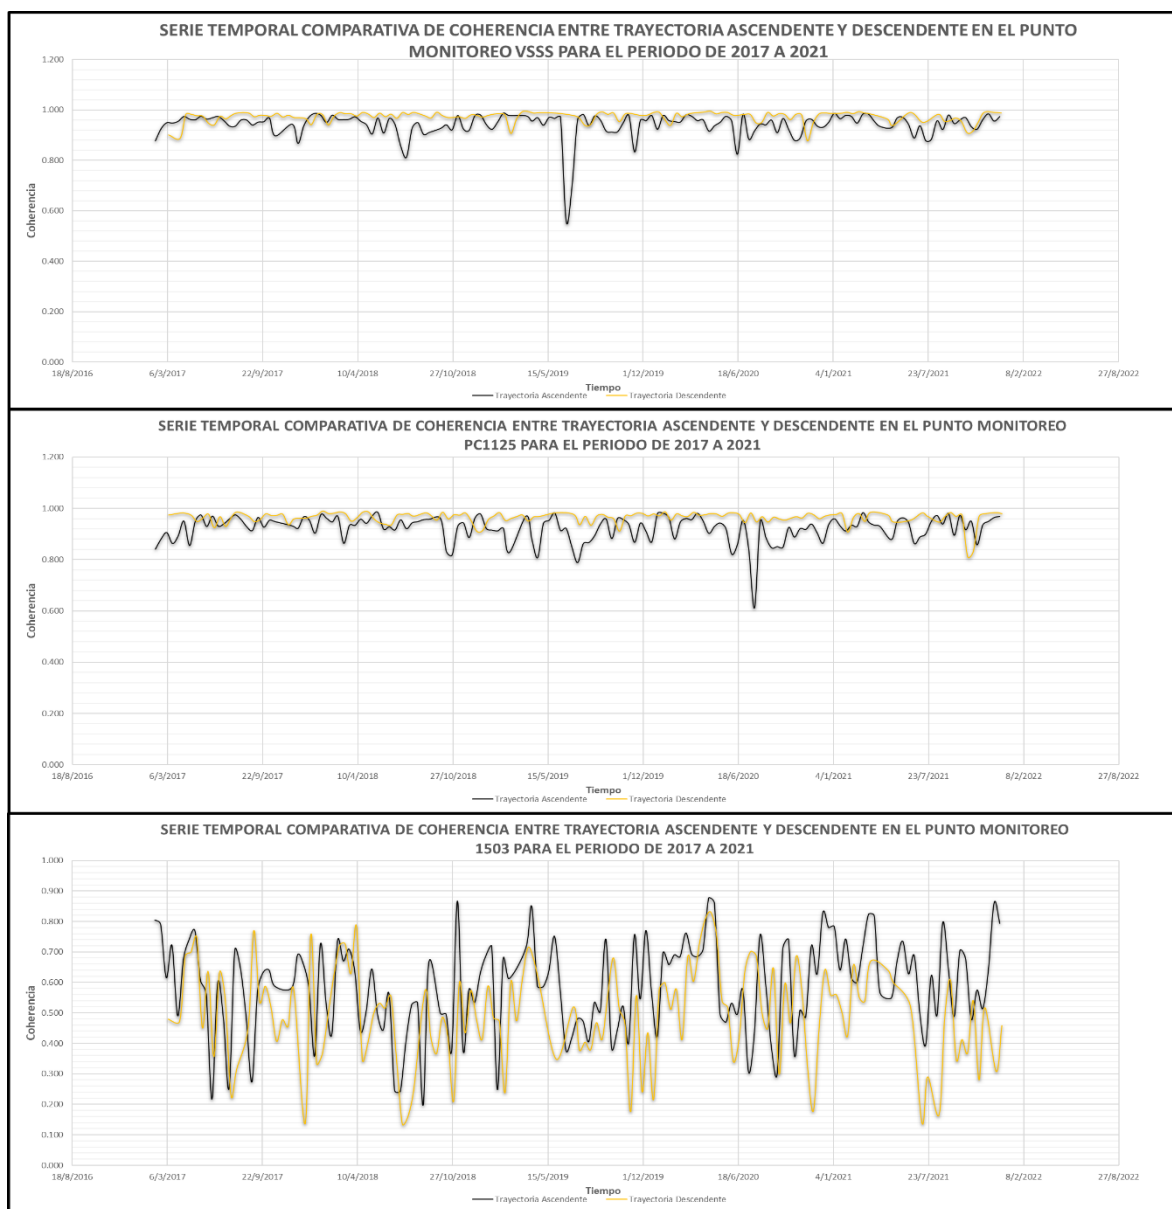 SERIE TEMPORAL COMPARATIVA DE COHERENCIA ENTRE TRAYECTORIA ASCENDENTE Y DESCENDENTE EN EL PUNTO
MONITOREO VSSS PARA EL PERIODO DE 2017 A 2021
1.200
1.000
0.800
0.600
0.400
0.200
0.000
Coherencia
18/8/2016 6/3/2017 22/9/2017 10/4/2018 27/10/2018 15/5/2019 1/12/2019 18/6/2020 4/1/2021 23/7/2021 8/2/2022 27/8/2022
Tiempo
Trayectoria Ascendente Trayectoria Descendente
SERIE TEMPORAL COMPARATIVA DE COHERENCIA ENTRE TRAYECTORIA ASCENDENTE Y DESCENDENTE EN EL PUNTO MONITOREO
PC1125 PARA EL PERIODO DE 2017 A 2021
1.200
1.000
0.800
0.600
0.400
0.200
0.000
Coherencia
18/8/2016 6/3/2017 22/9/2017 10/4/2018 27/10/2018 15/5/2019 1/12/2019 18/6/2020 4/1/2021 23/7/2021 8/2/2022 27/8/2022
Tiempo
Trayectoria Ascendente Trayectoria Descendente
SERIE TEMPORAL COMPARATIVA DE COHERENCIA ENTRE TRAYECTORIA ASCENDENTE Y DESCENDENTE EN EL PUNTO MONITOREO
1503 PARA EL PERIODO DE 2017 A 2021
1.000
0.900
0.800
0.700
0.600
0.500
0.400
0.300
0.200
0.100
0.000
Coherencia
18/8/2016 6/3/2017 22/9/2017 10/4/2018 27/10/2018 15/5/2019 1/12/2019 18/6/2020 4/1/2021 23/7/2021 8/2/2022 27/8/2022
Tiempo
Trayectoria Ascendente Trayectoria Descendente